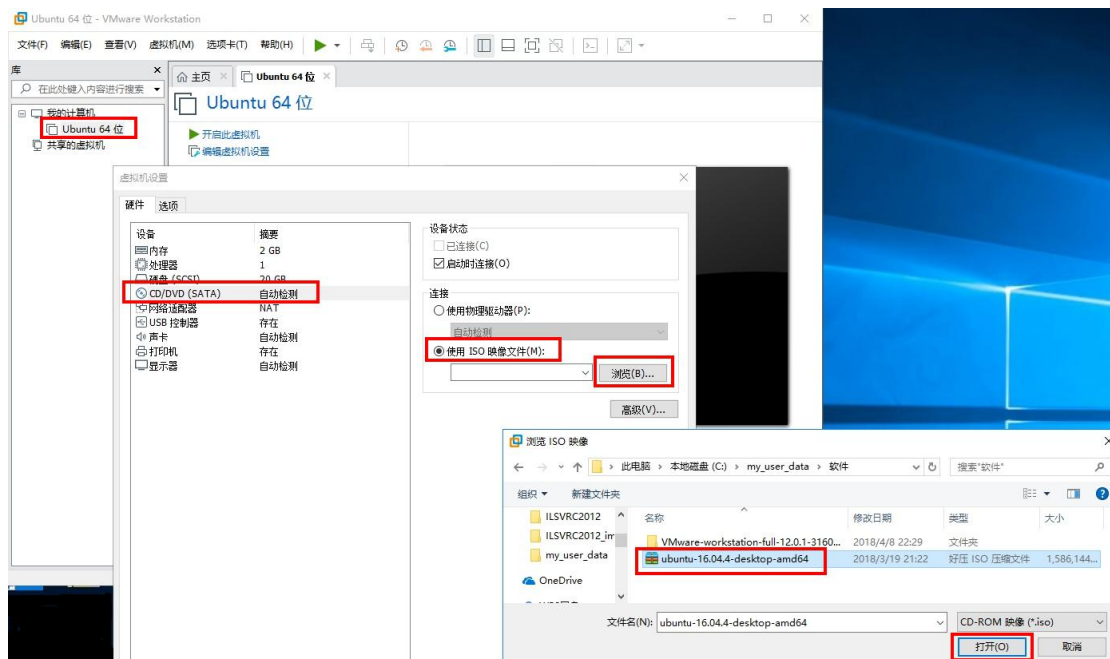 Ubuntu 64 位 - VMware Workstation
文件(F) 编辑(E) 查看(V) 虚拟机(M) 选项卡(T) 帮助(H)
库
在此处键入内容进行搜索
我的计算机
Ubuntu 64 位
共享的虚拟机
主页
Ubuntu 64 位
Ubuntu 64 位
开启此虚拟机
编辑虚拟机设置
虚拟机设置
硬件 选项
设备 摘要
内存 2 GB
处理器 1
硬盘 (SCSI) 20 GB
CD/DVD (SATA) 自动检测
网络适配器 NAT
USB 控制器 存在
声卡 自动检测
打印机 存在
显示器 自动检测
设备状态
已连接(C)
启动时连接(O)
连接
使用物理驱动器(P):
自动检测
使用 ISO 映像文件(M):
浏览(B)...
高级(V)...
浏览 ISO 映像
此电脑 › 本地磁盘 (C:) › my_user_data › 软件
搜索"软件"
组织 新建文件夹
ILSVRC2012
ILSVRC2012_im
my_user_data
OneDrive
名称 修改日期 类型 大小
VMware-workstation-full-12.0.1-3160... 2018/4/8 22:29 文件夹
ubuntu-16.04.4-desktop-amd64 2018/3/19 21:22 好压 ISO 压缩文件 1,586,144...
文件名(N): ubuntu-16.04.4-desktop-amd64
CD-ROM 映像 (*.iso)
打开(O) 取消